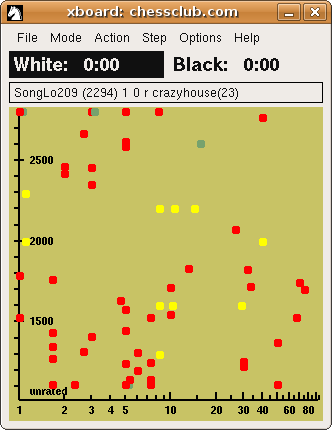 xboard: chessclub.com
File Mode Action Step Options Help
White: 0:00 Black: 0:00
SongLo209 (2294) 1 0 r crazyhouse(23)
2500
2000
1500
unrated
1 2 3 4 5 10 20 30 40 60 80